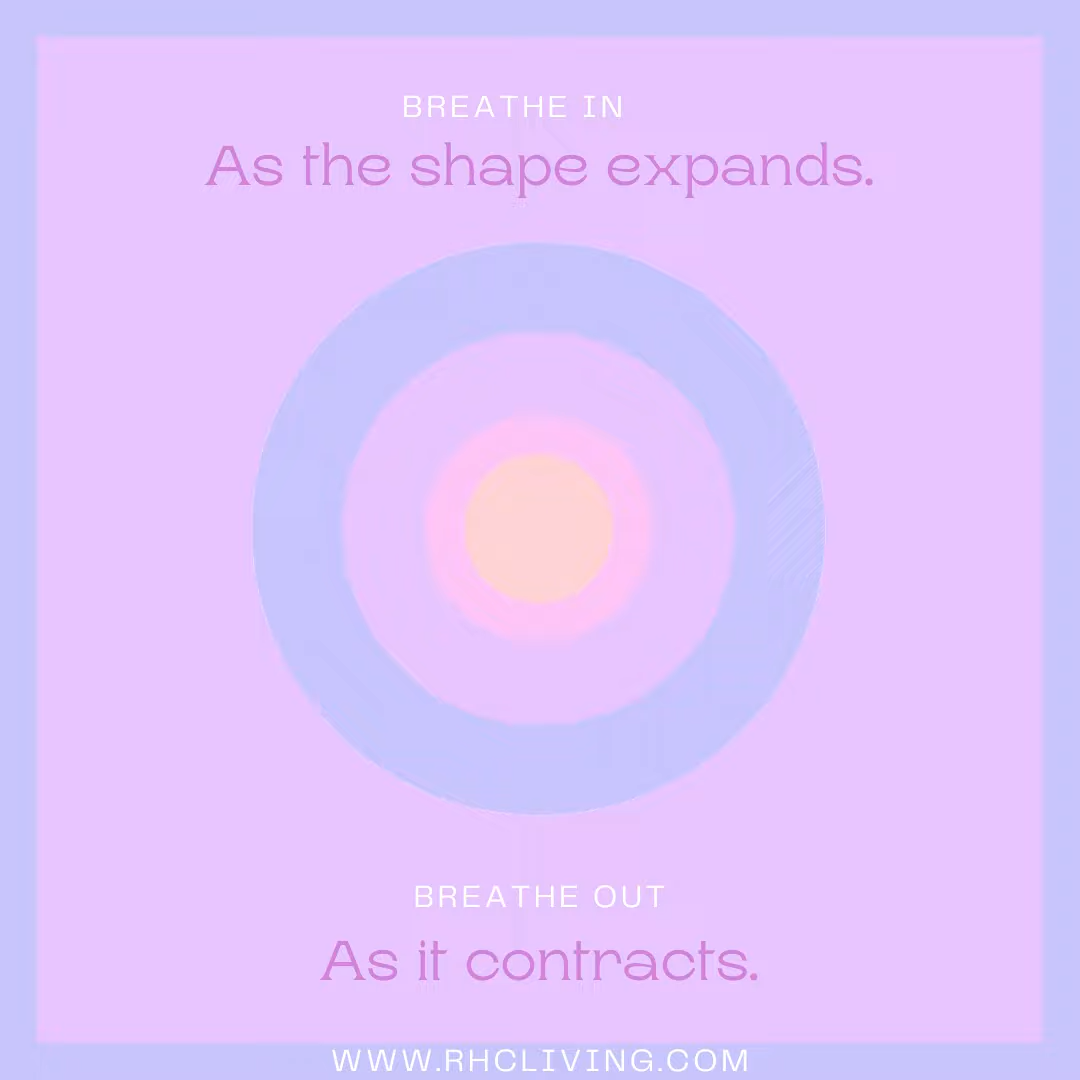 BREATHE IN
As the shape expands.
BREATHE OUT
As it contracts.
WWW.RHCLIVING.COM